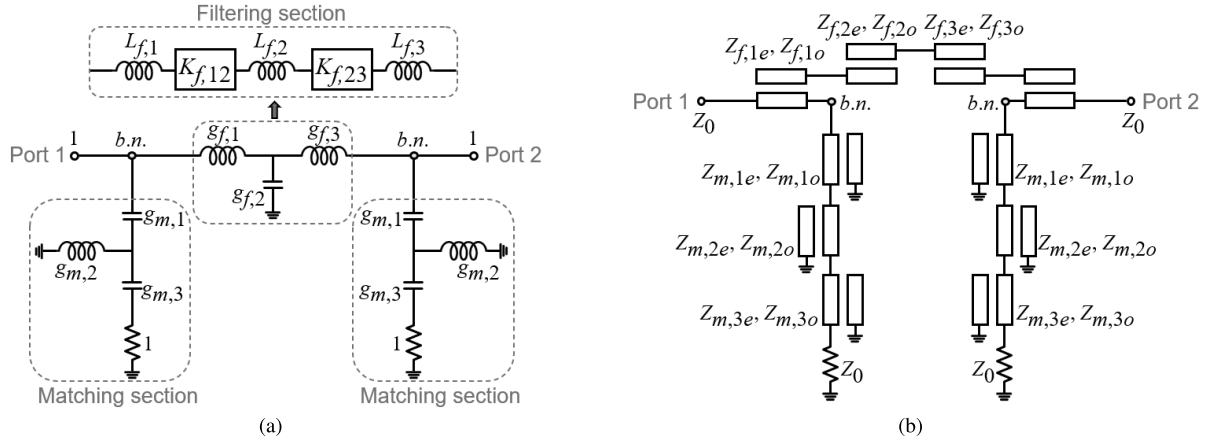 Filtering section
L_{f,1} L_{f,2} L_{f,3}
K_{f,12} K_{f,23}
1 b.n. g_{f,1} g_{f,3} b.n. 1
Port 1 Port 2
g_{f,2}
g_{m,1} g_{m,1}
g_{m,2} g_{m,2}
g_{m,3} g_{m,3}
1 1
Matching section Matching section
(a)
Z_{f,2e}, Z_{f,2o} Z_{f,3e}, Z_{f,3o}
Z_{f,1e}, Z_{f,1o}
Port 1 b.n. b.n. Port 2
Z_0 Z_0
Z_{m,1e}, Z_{m,1o} Z_{m,1e}, Z_{m,1o}
Z_{m,2e}, Z_{m,2o} Z_{m,2e}, Z_{m,2o}
Z_{m,3e}, Z_{m,3o} Z_{m,3e}, Z_{m,3o}
Z_0 Z_0
(b)